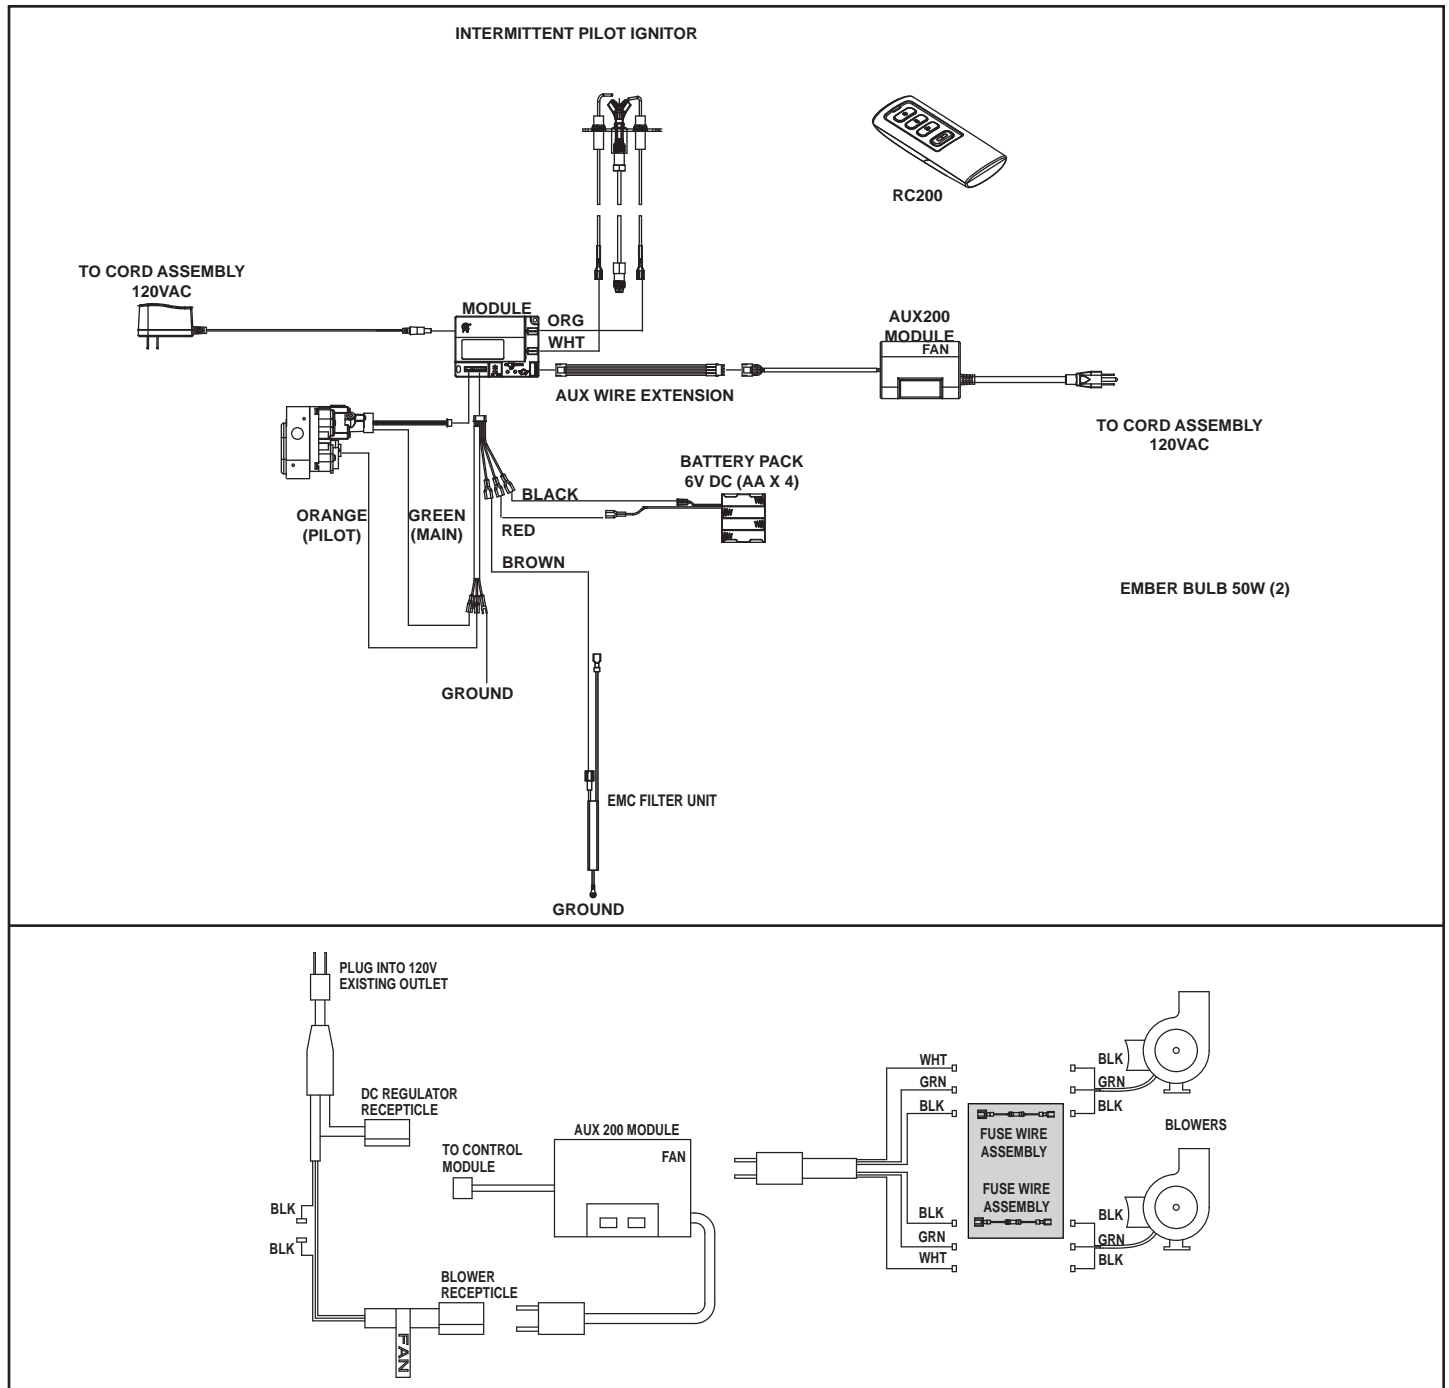 INTERMITTENT PILOT IGNITOR
RC200
TO CORD ASSEMBLY
120VAC
MODULE
ORG
WHT
AUX200
MODULE
FAN
AUX WIRE EXTENSION
TO CORD ASSEMBLY
120VAC
BATTERY PACK
6V DC (AA X 4)
BLACK
RED
ORANGE
(PILOT)
GREEN
(MAIN)
BROWN
EMBER BULB 50W (2)
GROUND
EMC FILTER UNIT
GROUND
PLUG INTO 120V
EXISTING OUTLET
DC REGULATOR
RECEPTICLE
BLK
BLK
TO CONTROL
MODULE
AUX 200 MODULE
FAN
BLOWER
RECEPTICLE
FAN
WHT
GRN
BLK
FUSE WIRE
ASSEMBLY
FUSE WIRE
ASSEMBLY
BLK
GRN
WHT
BLK
GRN
BLK
BLOWERS
BLK
GRN
BLK